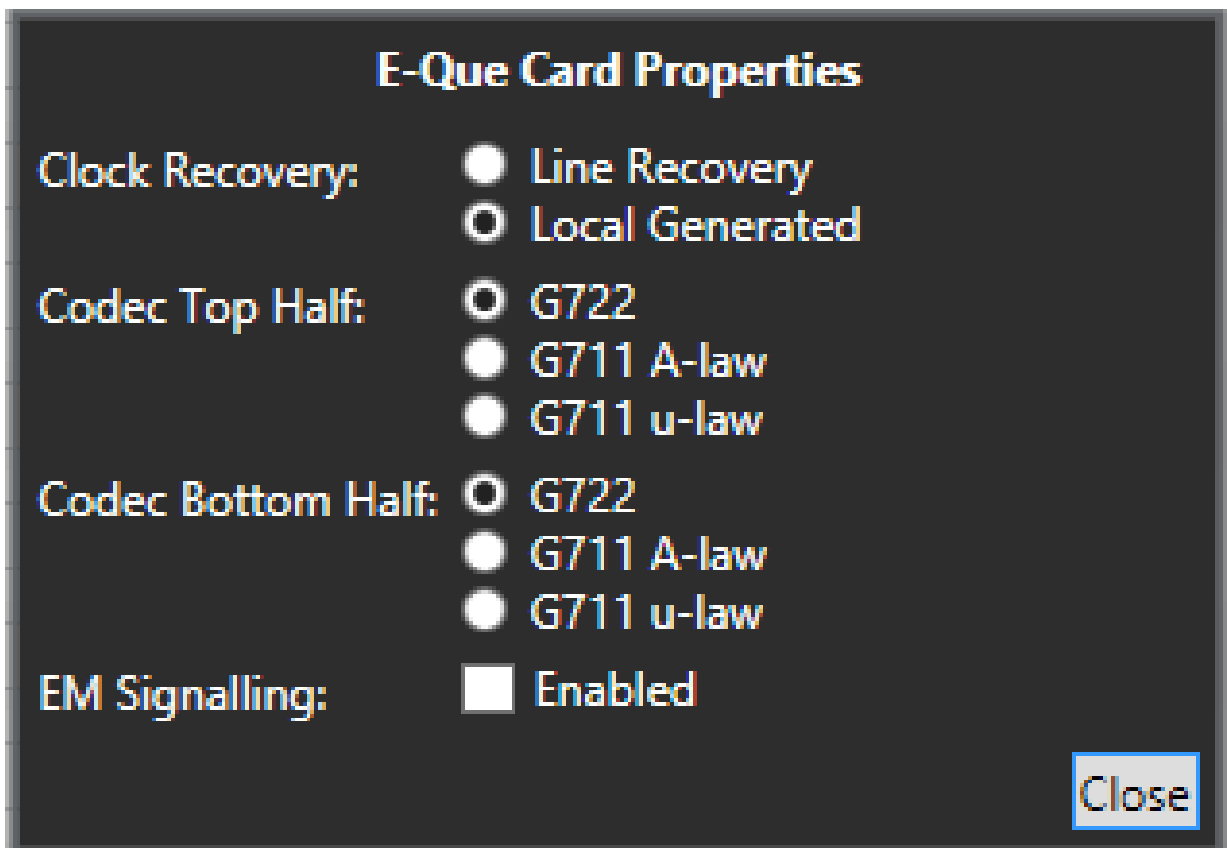 E-Que Card Properties
Clock Recovery: Line Recovery
Local Generated
Codec Top Half: G722
G711 A-law
G711 u-law
Codec Bottom Half: G722
G711 A-law
G711 u-law
EM Signalling: Enabled
Close